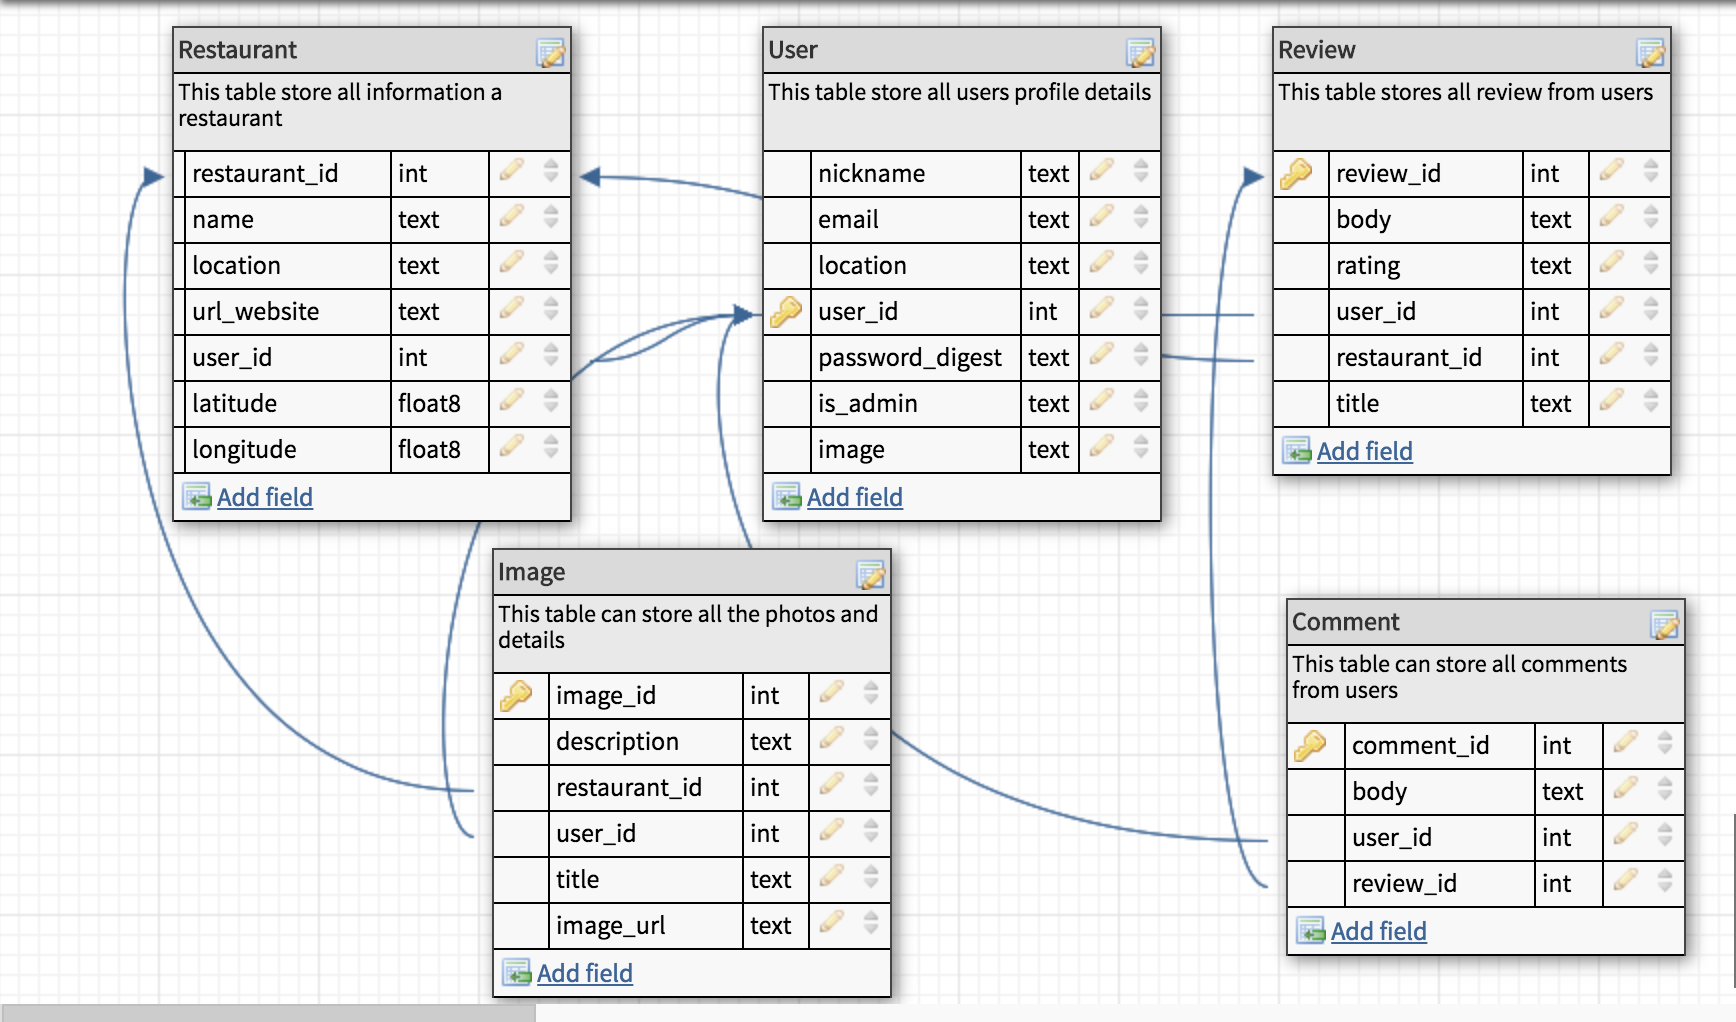 Restaurant
This table store all information a
restaurant
restaurant_id int
name text
location text
url_website text
user_id int
latitude float8
longitude float8
Add field
User
This table store all users profile details
nickname text
email text
location text
user_id int
password_digest text
is_admin text
image text
Add field
Review
This table stores all review from users
review_id int
body text
rating text
user_id int
restaurant_id int
title text
Add field
Image
This table can store all the photos and
details
image_id int
description text
restaurant_id int
user_id int
title text
image_url text
Add field
Comment
This table can store all comments
from users
comment_id int
body text
user_id int
review_id int
Add field